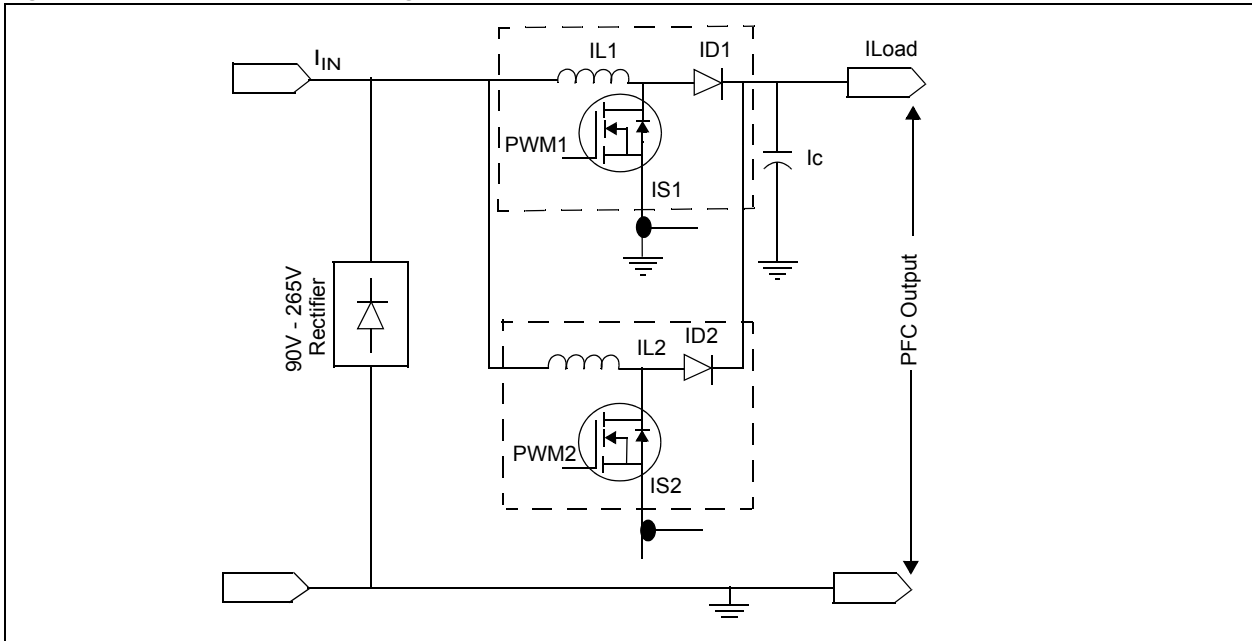 I_IN
IL1
ID1
ILoad
PWM1
Ic
IS1
90V - 265V
Rectifier
PFC Output
IL2
ID2
PWM2
IS2